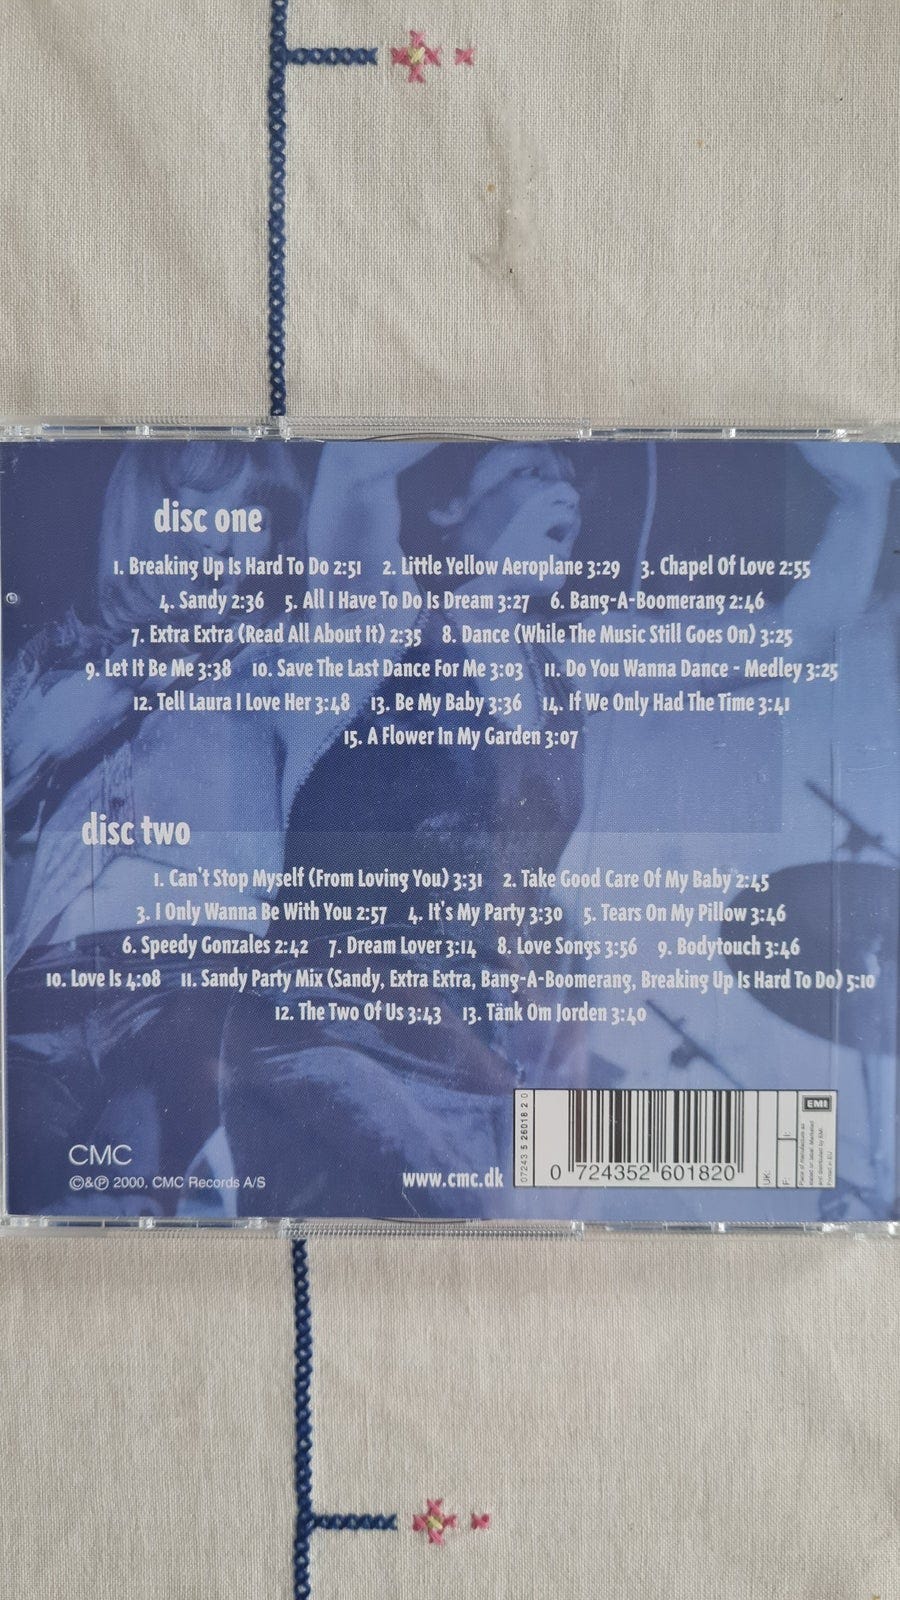 disc one
1. Breaking Up Is Hard To Do 2:51 2. Little Yellow Aeroplane 3:29 3. Chapel Of Love 2:55
4. Sandy 2:36 5. All I Have To Do Is Dream 3:27 6. Bang-A-Boomerang 2:46
7. Extra Extra (Read All About It) 2:35 8. Dance (While The Music Still Goes On) 3:25
9. Let It Be Me 3:38 10. Save The Last Dance For Me 3:03 11. Do You Wanna Dance - Medley 3:25
12. Tell Laura I Love Her 3:48 13. Be My Baby 3:36 14. If We Only Had The Time 3:41
15. A Flower In My Garden 3:07
disc two
1. Can't Stop Myself (From Loving You) 3:31 2. Take Good Care Of My Baby 2:45
3. I Only Wanna Be With You 2:57 4. It's My Party 3:30 5. Tears On My Pillow 3:46
6. Speedy Gonzales 2:42 7. Dream Lover 3:14 8. Love Songs 3:56 9. Bodytouch 3:46
10. Love Is 4:08 11. Sandy Party Mix (Sandy, Extra Extra, Bang-A-Boomerang, Breaking Up Is Hard To Do) 5:10
12. The Two Of Us 3:43 13. Tänk Om Jorden 3:40
CMC
©&℗ 2000, CMC Records A/S
www.cmc.dk
07243 5 26018 2 0
0 724352 601820
UK:
F:
I:
EMI